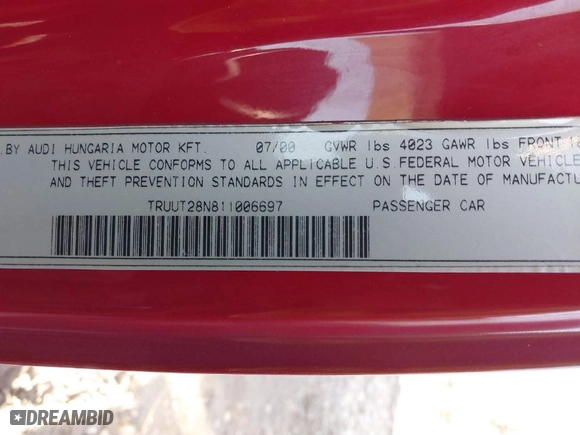 .BY AUDI HUNGARIA MOTOR KFT. 07/00 GVWR lbs 4023 GAWR lbs FRONT
THIS VEHICLE CONFORMS TO ALL APPLICABLE U.S.FEDERAL MOTOR VEHICLE
AND THEFT PREVENTION STANDARDS IN EFFECT ON THE DATE OF MANUFACTU
TRUUT28N811006697 PASSENGER CAR
DREAMBID